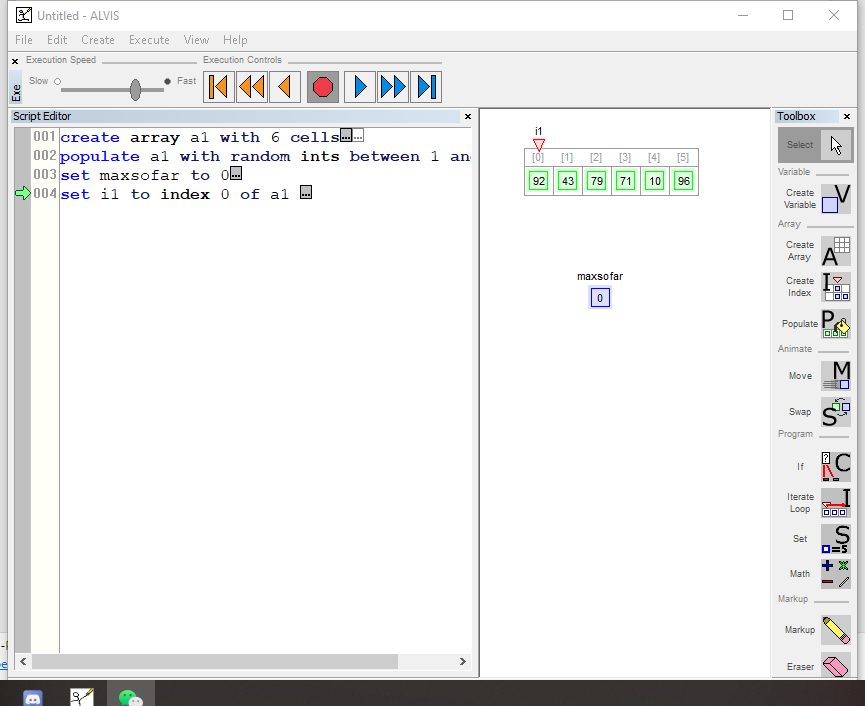 Untitled - ALVIS
File Edit Create Execute View Help
Execution Speed
Execution Controls
Slow
Fast
Exe
Script Editor
001 create array a1 with 6 cells...
002 populate a1 with random ints between 1 an
003 set maxsofar to 0...
004 set i1 to index 0 of a1 ...
i1
[0] [1] [2] [3] [4] [5]
92 43 79 71 10 96
maxsofar
0
Toolbox
Select
Variable
Create Variable V
Array
Create Array A
Create Index I
Populate P
Animate
Move M
Swap S
Program
If C
Iterate Loop I
Set S =5
Math
Markup
Markup
Eraser